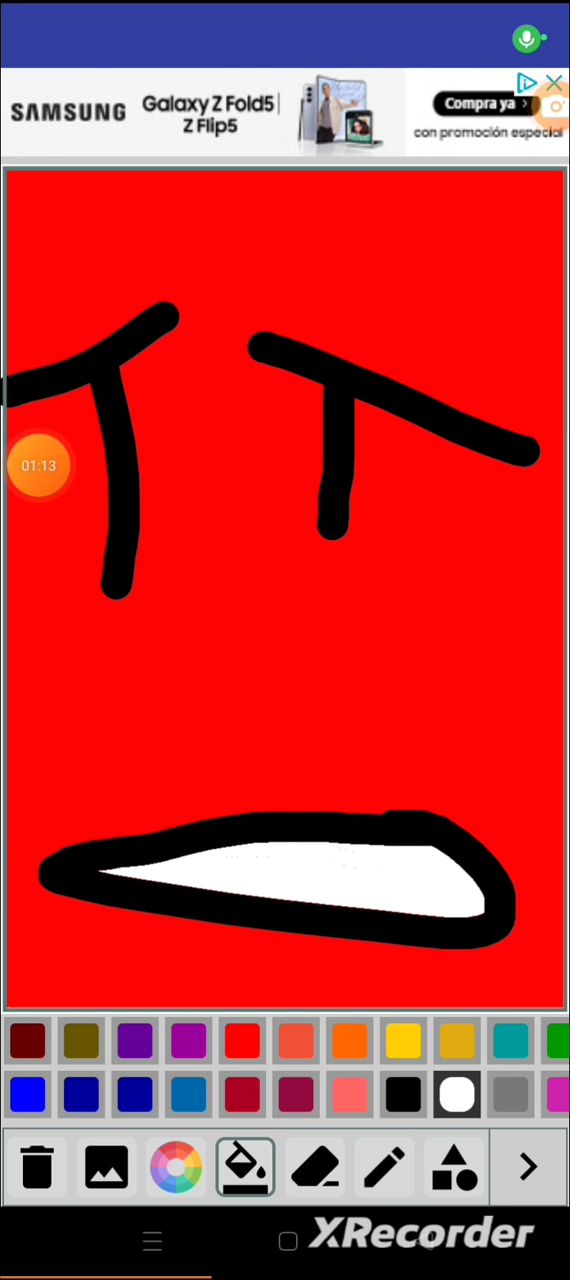 SAMSUNG
Galaxy Z Fold5
Z Flip5
Compra ya
con promoción especial
01:13
XRecorder